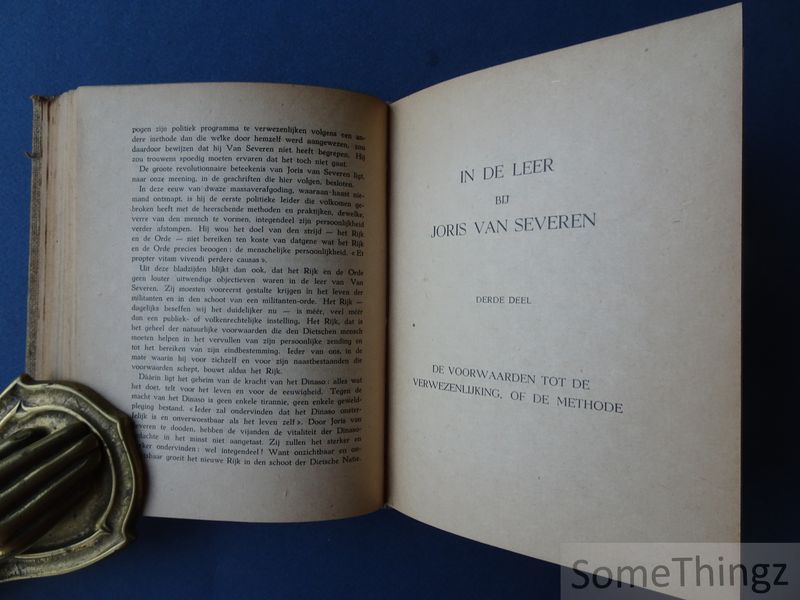 pogen zijn politiek programma te verwezenlijken volgens een an-
dere methode dan die welke door hemzelf werd aangewezen, zou
daardoor bewijzen dat hij Van Severen niet heeft begrepen. Hij
zou trouwens spoedig moeten ervaren dat het toch niet gaat.
De groote revolutionnaire beteekenis van Joris van Severen ligt,
naar onze meening, in de geschriften die hier volgen, besloten.
In deze eeuw van dwaze massaverafgoding, waaraan haast nie-
mand ontsnapt, is hij de eerste politieke leider die volkomen ge-
broken heeft met de heerschende methoden en praktijken, dewelke,
verre van den mensch te vormen, integendeel zijn persoonlijkheid
verder afstompen. Hij wou het doel van den strijd — het Rijk
en de Orde — niet bereiken ten koste van datgene wat het Rijk
en de Orde precies beoogen : de menschelijke persoonlijkheid. « Et
propter vitam vivendi perdere causas ».
Uit deze bladzijden blijkt dan ook, dat het Rijk en de Orde
geen louter uitwendige objectieven waren in de leer van Van
Severen. Zij moesten vooreerst gestalte krijgen in het leven der
militanten en in den schoot van een militanten-orde. Het Rijk —
dagelijks beseffen wij het duidelijker nu — is méér, veel méér
dan een publiek- of volkenrechtelijke instelling. Het Rijk, dat is
het geheel der natuurlijke voorwaarden die den Dietschen mensch
moeten helpen in het vervullen van zijn persoonlijke zending en
tot het bereiken van zijn eindbestemming. Ieder van ons, in de
mate waarin hij voor zichzelf en voor zijn naastbestaanden die
voorwaarden schept, bouwt aldus het Rijk.
Dáárin ligt het geheim van de kracht van het Dinaso : alles wat
het doet, telt voor het leven en voor de eeuwigheid. Tegen de
macht van het Dinaso is geen enkele tirannie, geen enkele geweld-
pleging bestand. « Ieder zal ondervinden dat het Dinaso onster-
felijk is en onverwoestbaar als het leven zelf ». Door Joris van
Severen te dooden, hebben de vijanden de vitaliteit der Dinaso-
gedachte in het minst niet aangetast. Zij zullen het sterker en
sterker ondervinden : wel integendeel ! Want onzichtbaar en on-
tasbaar groeit het nieuwe Rijk in den schoot der Dietsche Natie.
IN DE LEER
BIJ
JORIS VAN SEVEREN
DERDE DEEL
DE VOORWAARDEN TOT DE
VERWEZENLIJKING, OF DE METHODE
SomeThingz